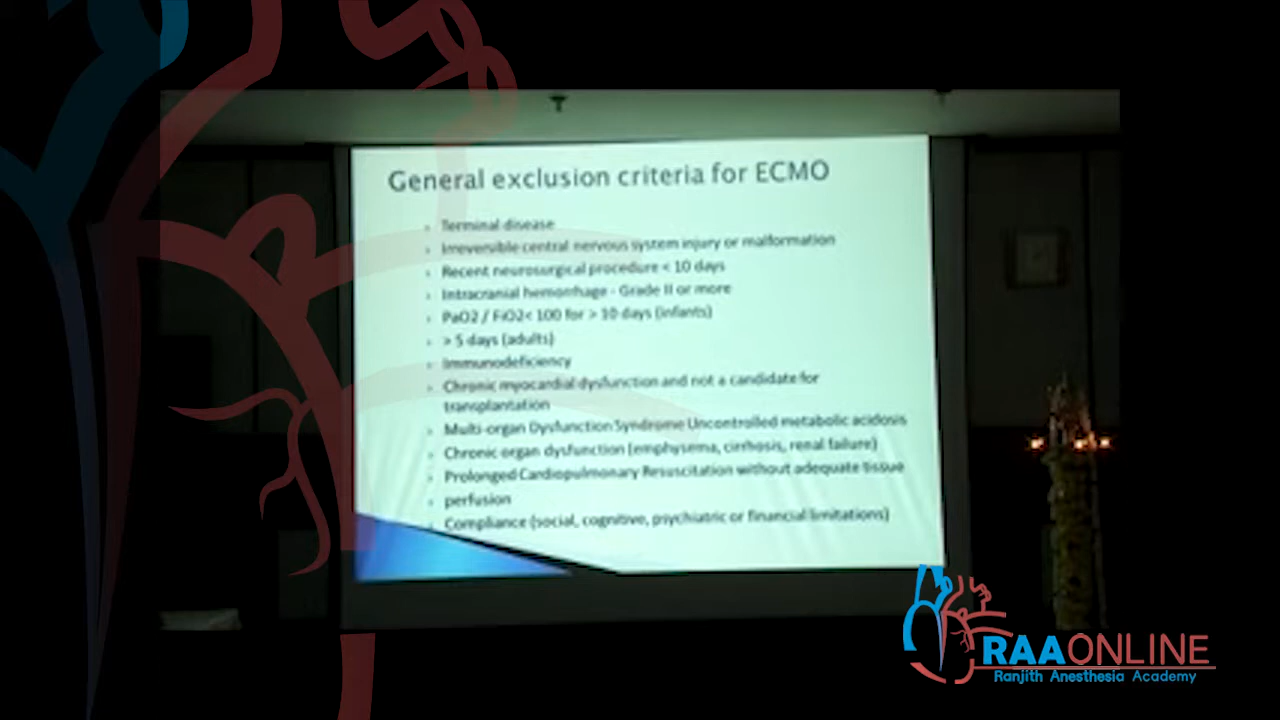 General exclusion criteria for ECMO
Terminal disease
Irreversible central nervous system injury or malformation
Recent neurosurgical procedure < 10 days
Intracranial hemorrhage - Grade II or more
PaO2 / FiO2< 100 for > 10 days (infants)
> 5 days (adults)
Immunodeficiency
Chronic myocardial dysfunction and not a candidate for
transplantation
Multi-organ Dysfunction Syndrome Uncontrolled metabolic acidosis
Chronic organ dysfunction (emphysema, cirrhosis, renal failure)
Prolonged Cardiopulmonary Resuscitation without adequate tissue
perfusion
Compliance (social, cognitive, psychiatric or financial limitations)
RAAONLINE
Ranjith Anesthesia Academy